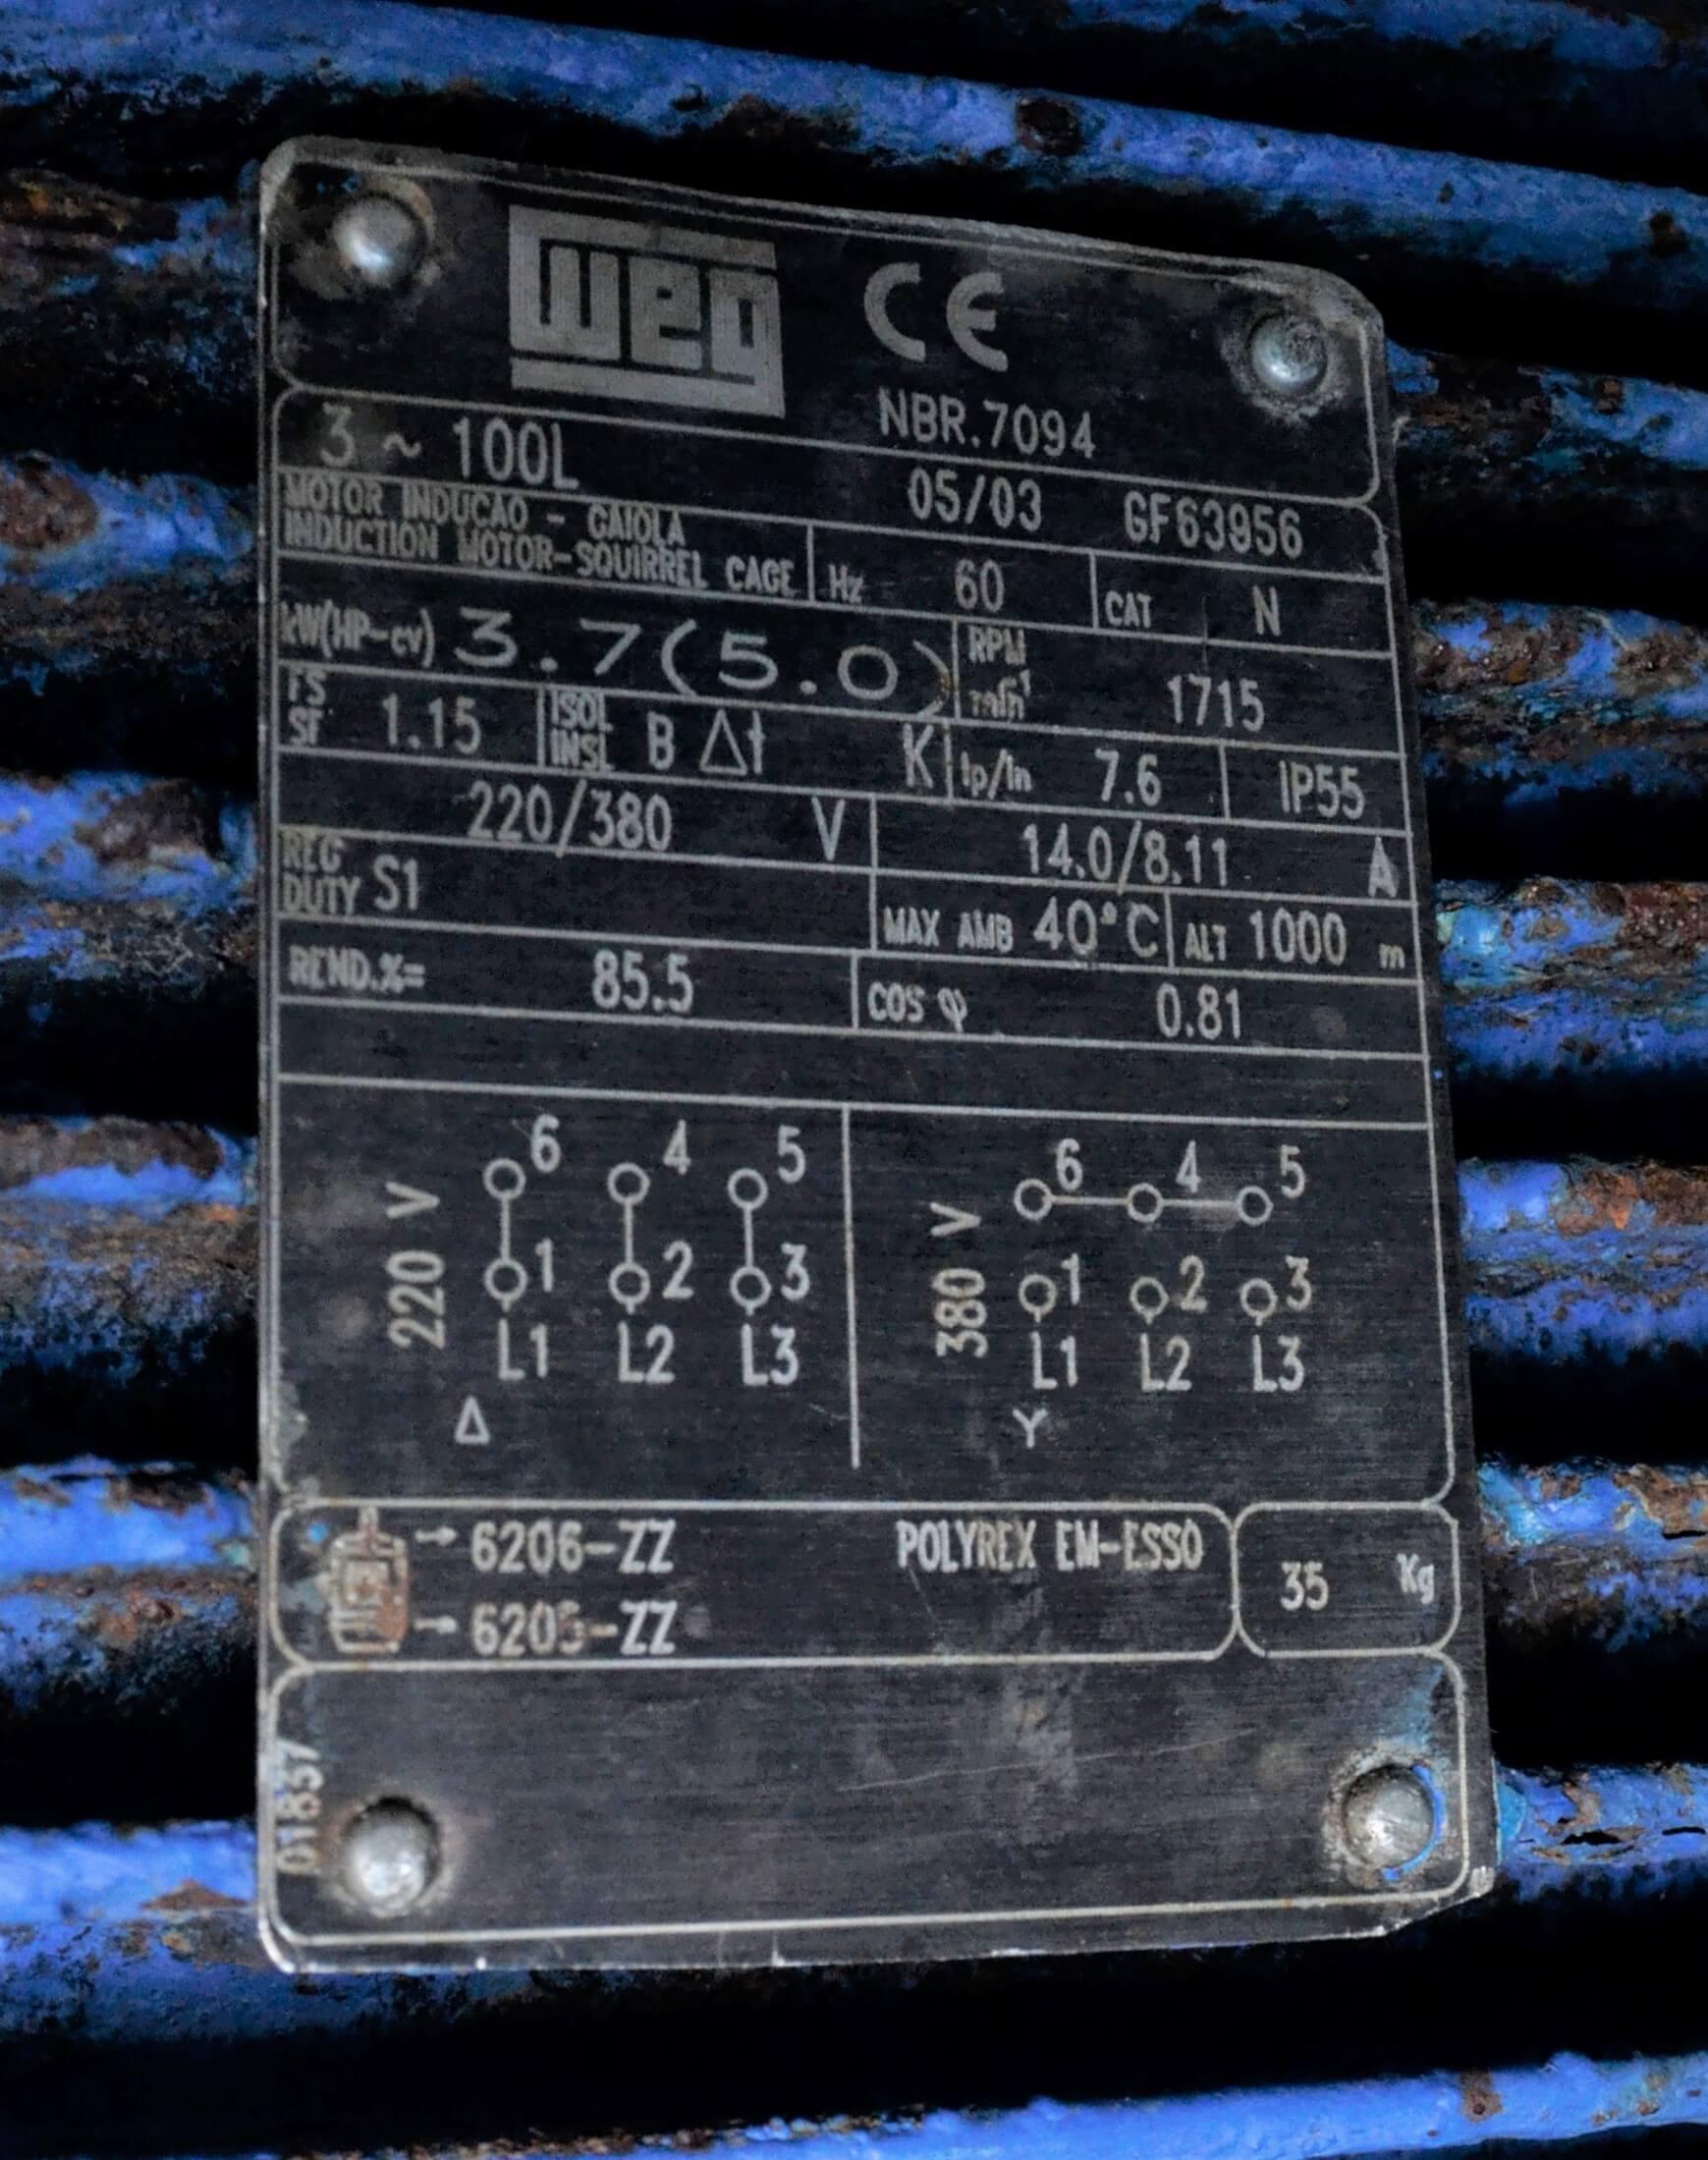 WEG CE
NBR.7094
3 ~ 100L 05/03 GF63956
MOTOR INDUCAO - GAIOLA
INDUCTION MOTOR-SQUIRREL CAGE Hz 60 CAT N
kW(HP-cv) 3.7(5.0) RPM min⁻¹ 1715
FS SF 1.15 ISOL INSL B Δt K Ip/In 7.6 IP55
220/380 V 14.0/8.11 A
REG DUTY S1 MAX AMB 40°C ALT 1000 m
REND.%= 85.5 COS φ 0.81
220 V
6 4 5
1 2 3
L1 L2 L3
Δ
380 V
6 4 5
1 2 3
L1 L2 L3
Y
→ 6206-ZZ POLYREX EM-ESSO 35 Kg
→ 6205-ZZ
01857